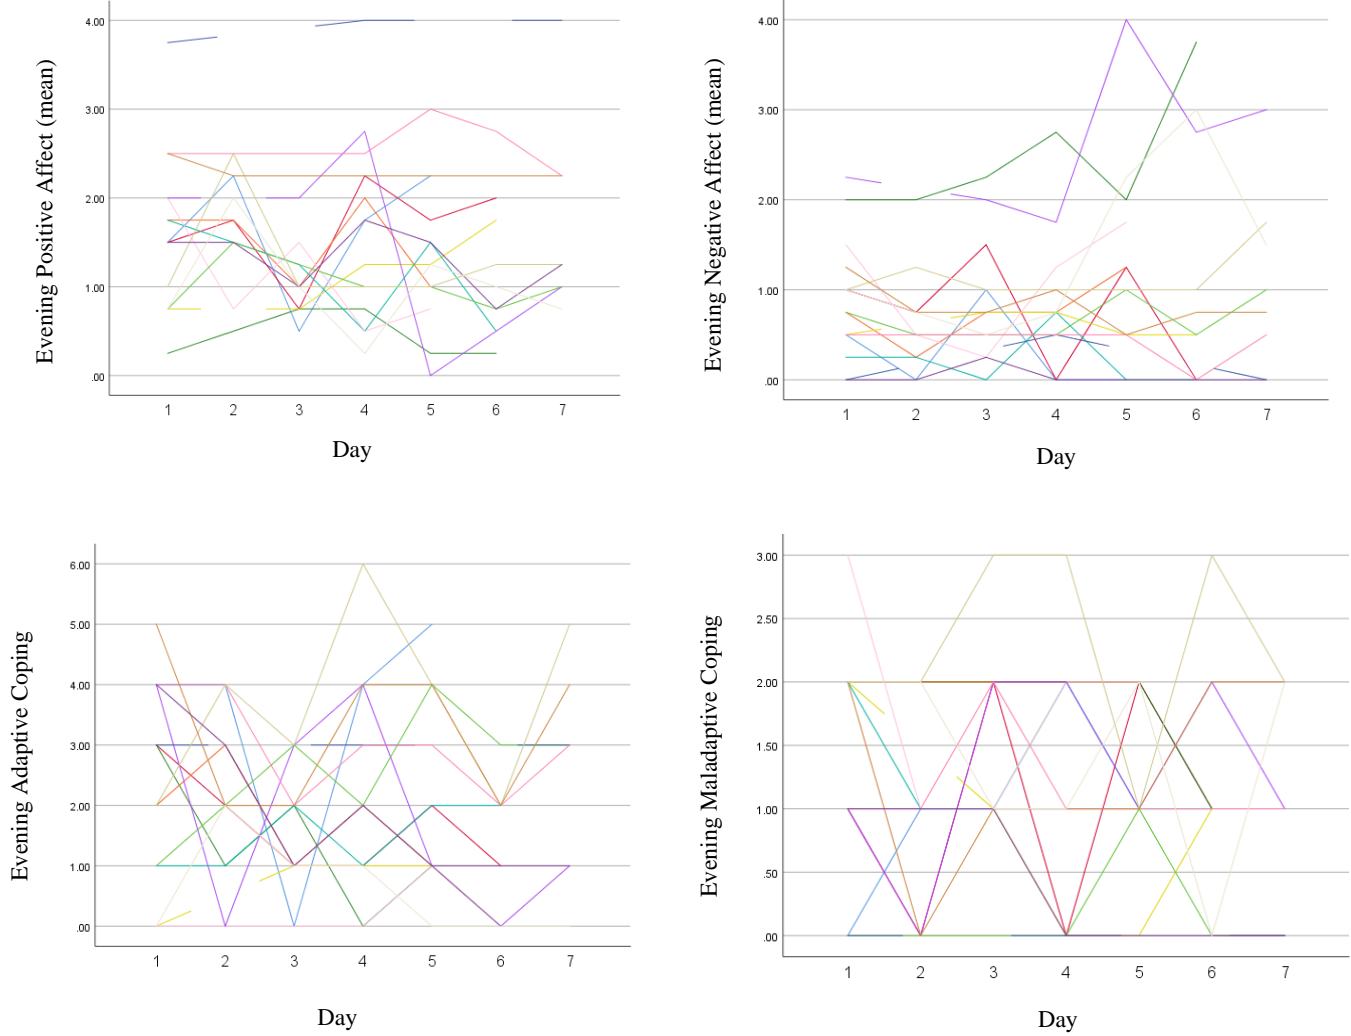 Evening Positive Affect (mean)
4.00
3.00
2.00
1.00
.00
1 2 3 4 5 6 7
Day
Evening Negative Affect (mean)
4.00
3.00
2.00
1.00
.00
1 2 3 4 5 6 7
Day
Evening Adaptive Coping
6.00
5.00
4.00
3.00
2.00
1.00
.00
1 2 3 4 5 6 7
Day
Evening Maladaptive Coping
3.00
2.50
2.00
1.50
1.00
.50
.00
1 2 3 4 5 6 7
Day